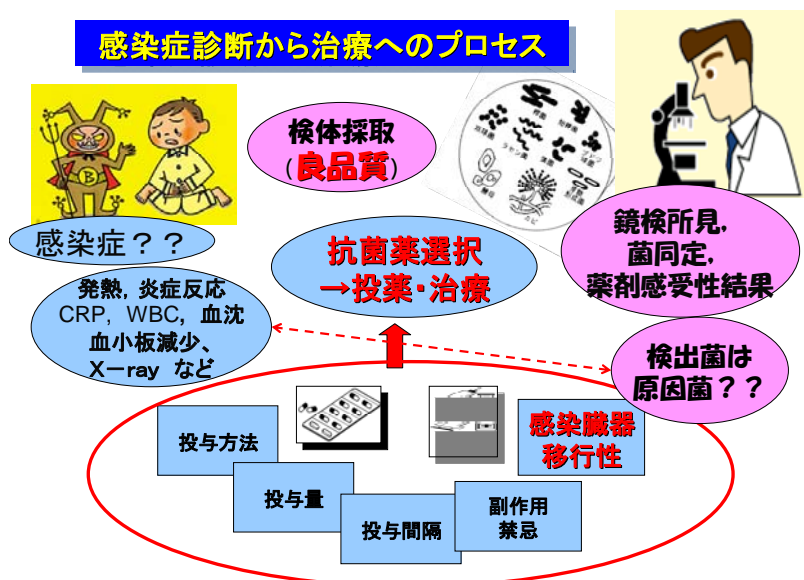 感染症診断から治療へのプロセス
検体採取
(良品質)
B
ラセン菌
感染症？？
抗菌薬選択
→投薬・治療
鏡検所見,
菌同定,
薬剤感受性結果
発熱, 炎症反応
CRP, WBC, 血沈
血小板減少、
X－ray など
検出菌は
原因菌？？
投与方法
感染臓器
移行性
投与量
投与間隔
副作用
禁忌